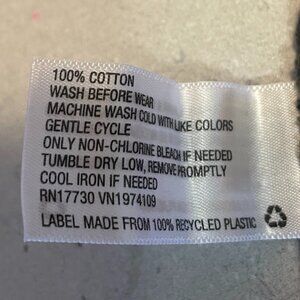 100% COTTON
WASH BEFORE WEAR
MACHINE WASH COLD WITH LIKE COLORS
GENTLE CYCLE
ONLY NON-CHLORINE BLEACH IF NEEDED
TUMBLE DRY LOW, REMOVE PROMPTLY
COOL IRON IF NEEDED
RN17730 VN1974109
LABEL MADE FROM 100% RECYCLED PLASTIC